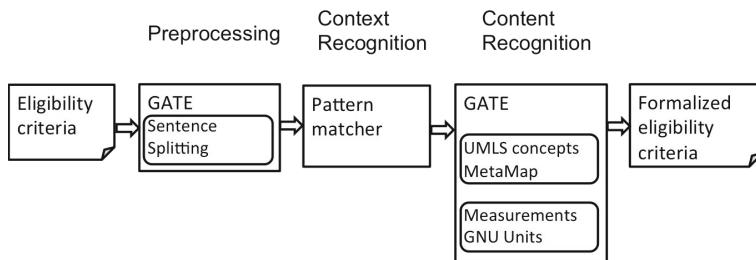 Preprocessing
Context
Recognition
Content
Recognition
Eligibility
criteria
GATE
Sentence
Splitting
Pattern
matcher
GATE
UMLS concepts
MetaMap
Measurements
GNU Units
Formalized
eligibility
criteria